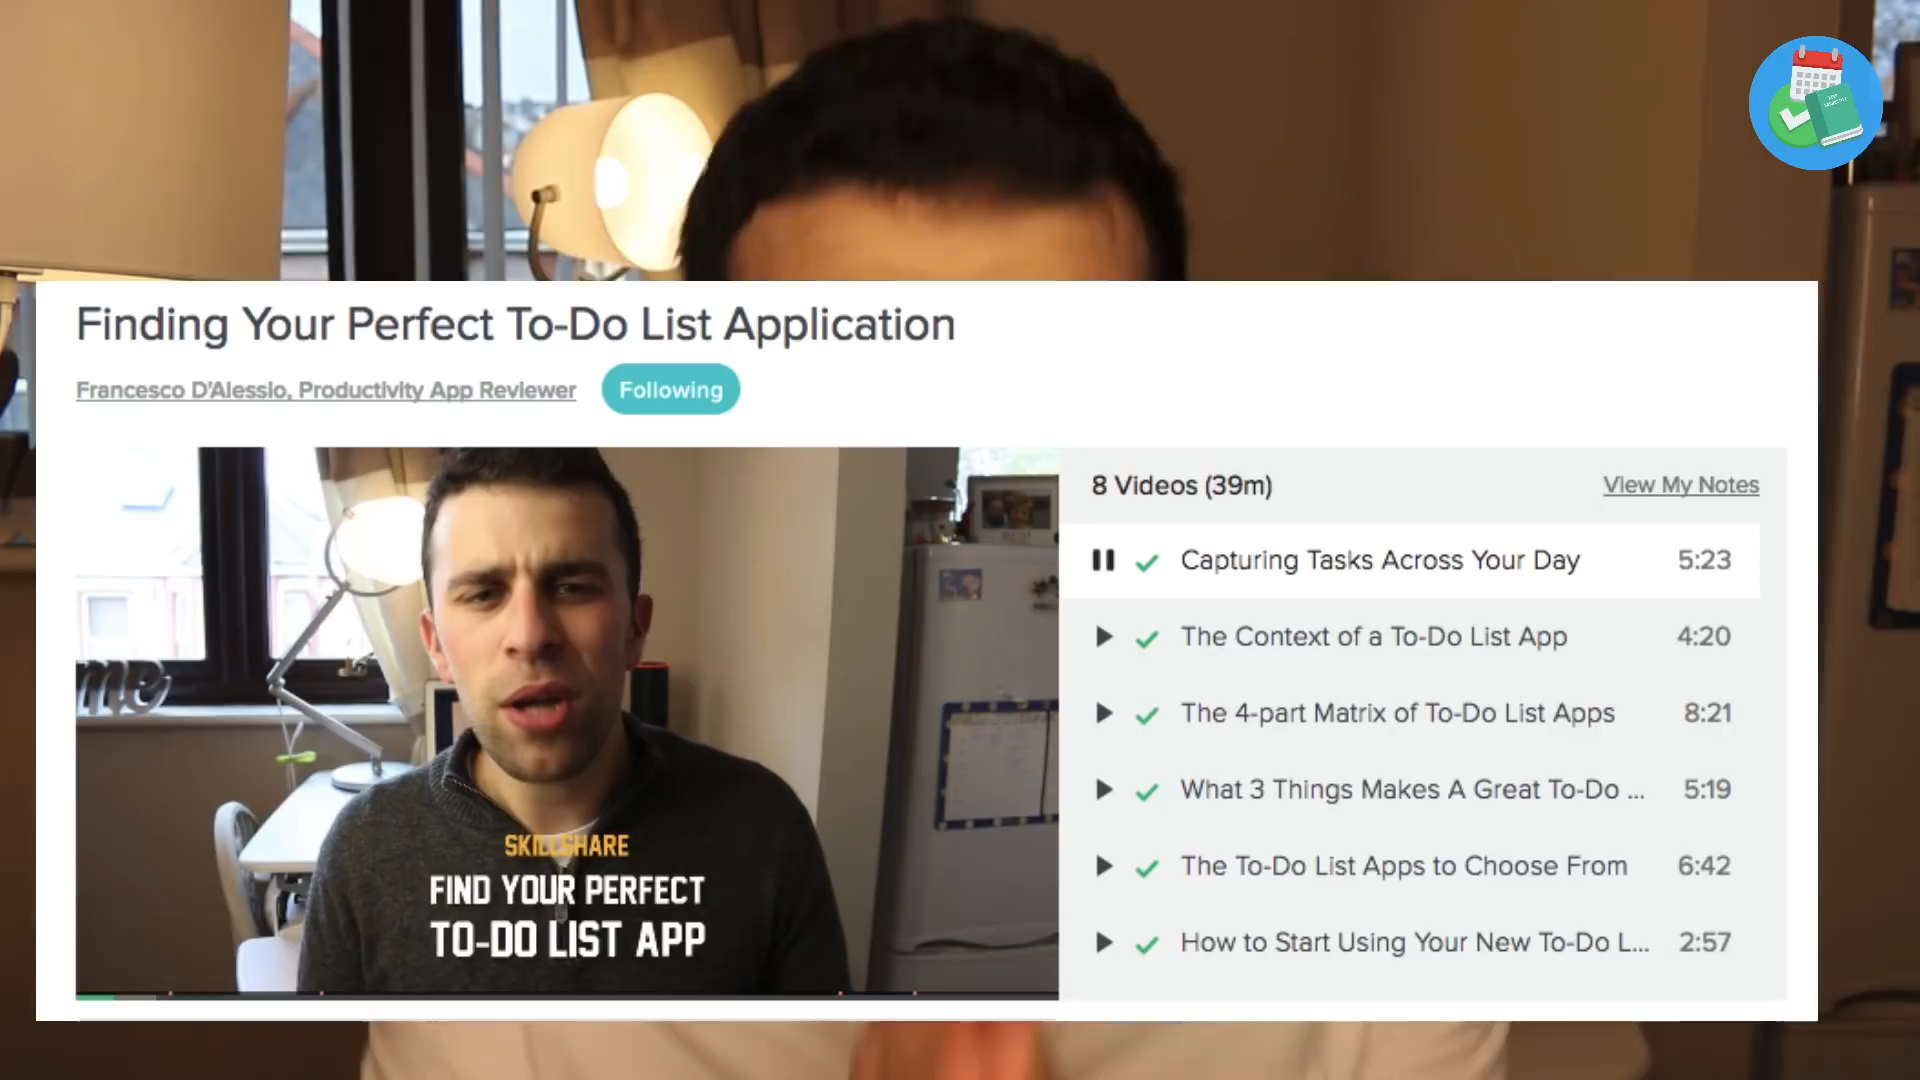 Finding Your Perfect To-Do List Application
Francesco D'Alessio, Productivity App Reviewer
Following
8 Videos (39m)
View My Notes
Capturing Tasks Across Your Day 5:23
The Context of a To-Do List App 4:20
The 4-part Matrix of To-Do List Apps 8:21
What 3 Things Makes A Great To-Do ... 5:19
The To-Do List Apps to Choose From 6:42
How to Start Using Your New To-Do L... 2:57
me
SKILLSHARE
FIND YOUR PERFECT
TO-DO LIST APP